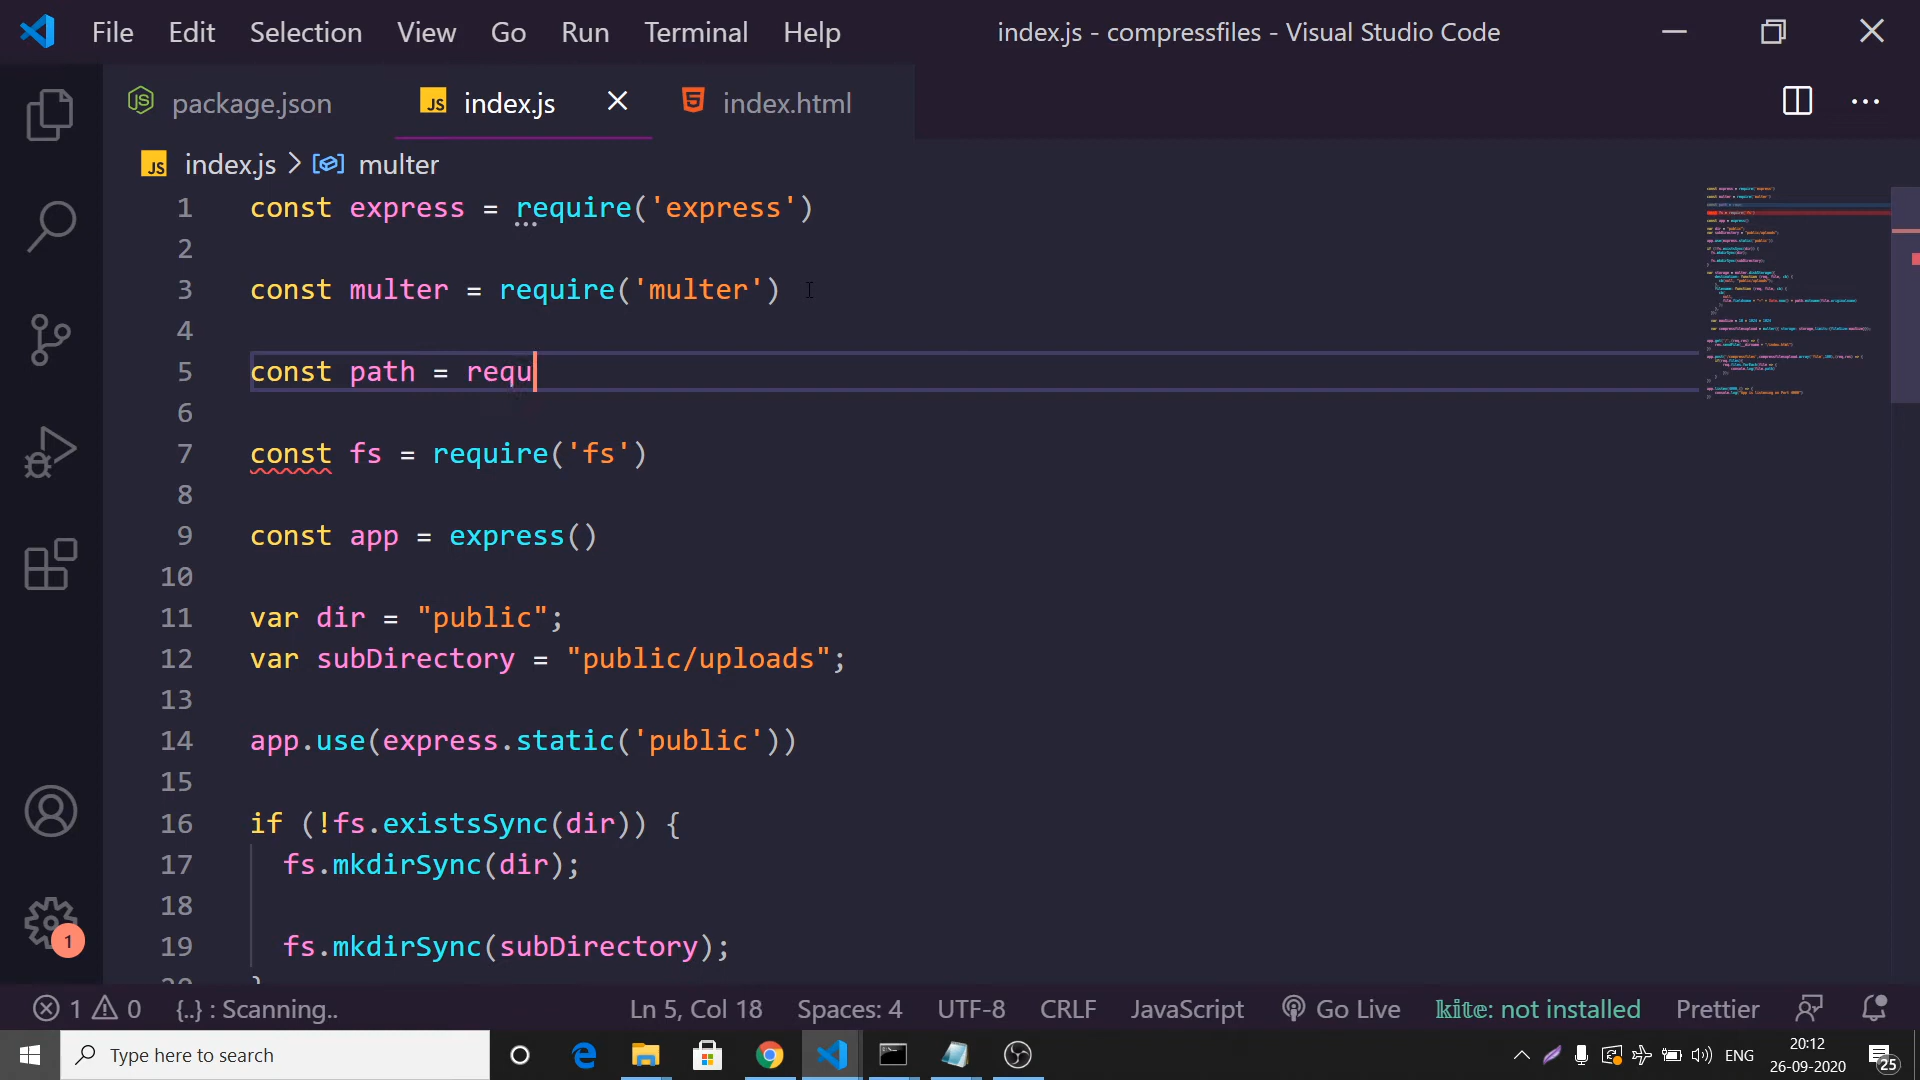 File Edit Selection View Go Run Terminal Help index.js - compressfiles - Visual Studio Code
package.json JS index.js index.html
JS index.js > multer
1 const express = require('express')
2
3 const multer = require('multer')
4
5 const path = requ
6
7 const fs = require('fs')
8
9 const app = express()
10
11 var dir = "public";
12 var subDirectory = "public/uploads";
13
14 app.use(express.static('public'))
15
16 if (!fs.existsSync(dir)) {
17 fs.mkdirSync(dir);
18
19 fs.mkdirSync(subDirectory);
1
1 0 {..} : Scanning.. Ln 5, Col 18 Spaces: 4 UTF-8 CRLF JavaScript Go Live kite: not installed Prettier
Type here to search ENG 20:12
26-09-2020 25